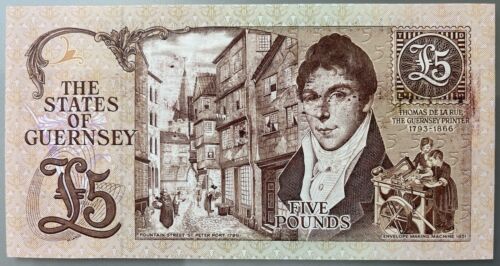 THE
STATES
OF
GUERNSEY
£5
£5
THOMAS DE LA RUE
THE GUERNSEY PRINTER
1793-1866
FIVE
POUNDS
FOUNTAIN STREET ST. PETER PORT, 1785
ENVELOPE MAKING MACHINE 1851